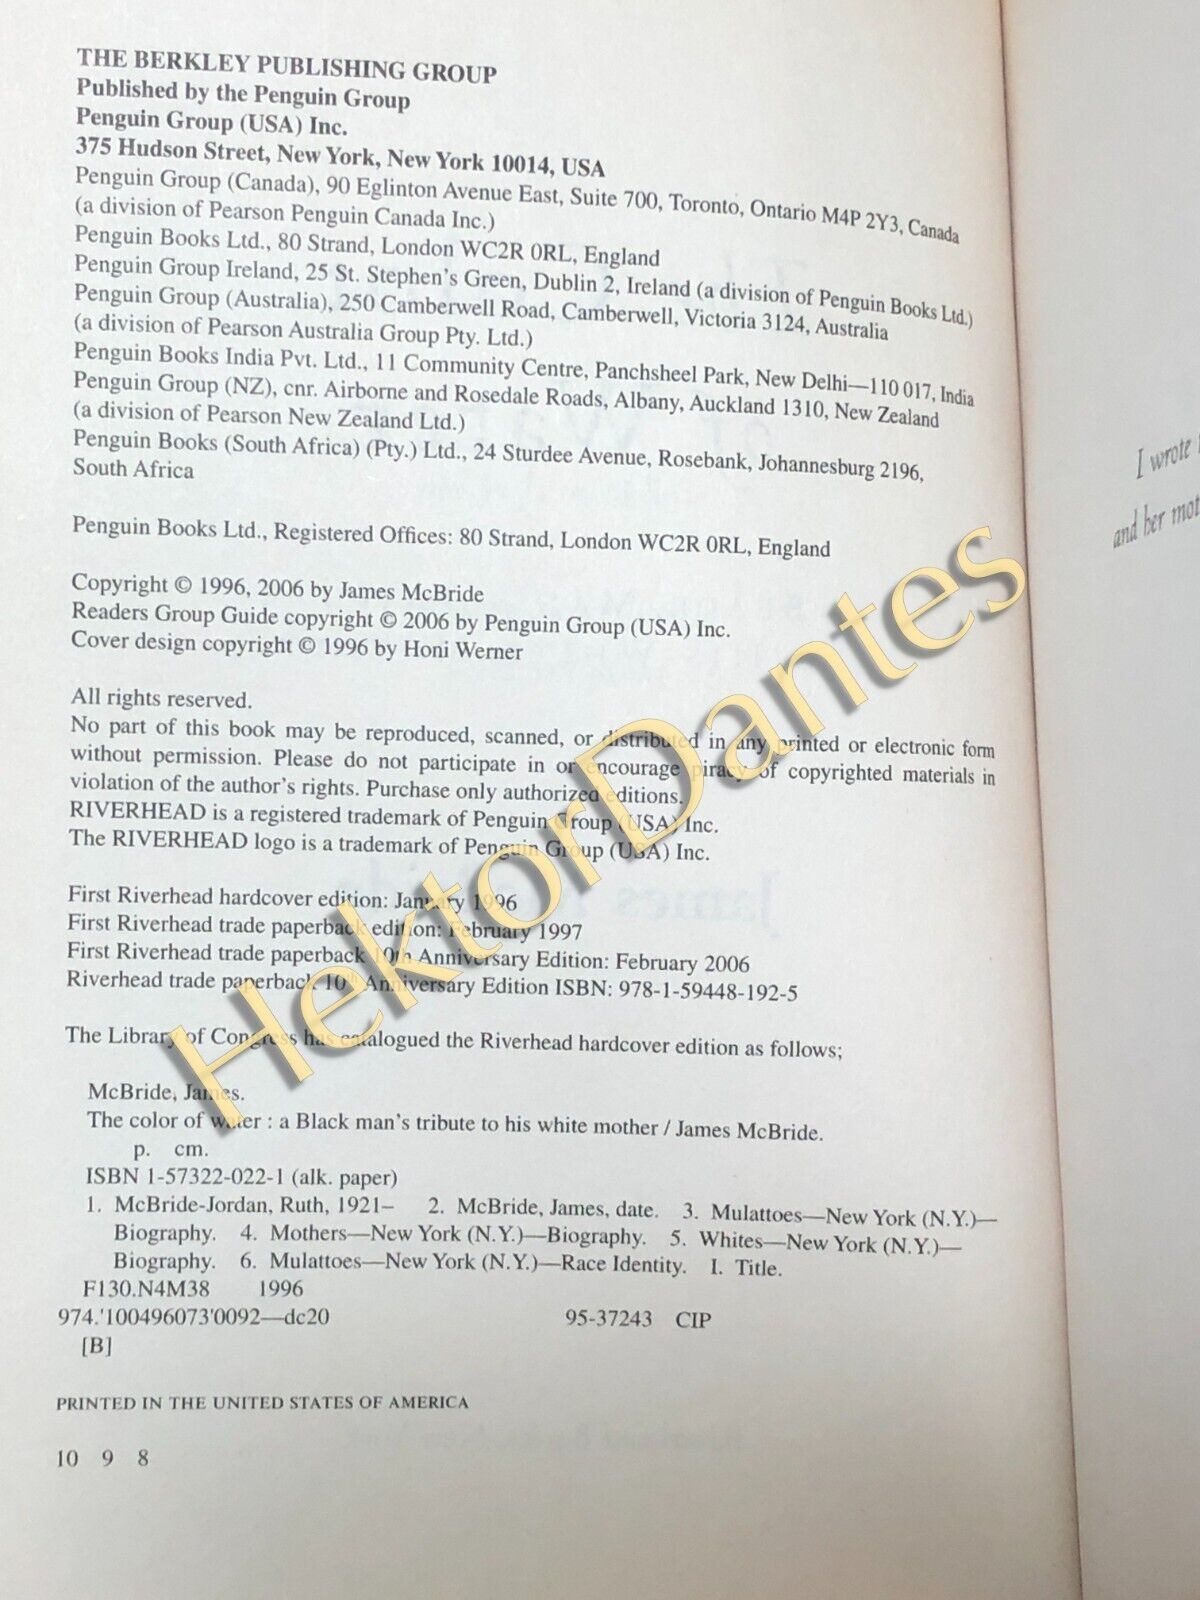 THE BERKLEY PUBLISHING GROUP
Published by the Penguin Group
Penguin Group (USA) Inc.
375 Hudson Street, New York, New York 10014, USA
Penguin Group (Canada), 90 Eglinton Avenue East, Suite 700, Toronto, Ontario M4P 2Y3, Canada
(a division of Pearson Penguin Canada Inc.)
Penguin Books Ltd., 80 Strand, London WC2R 0RL, England
Penguin Group Ireland, 25 St. Stephen's Green, Dublin 2, Ireland (a division of Penguin Books Ltd.)
Penguin Group (Australia), 250 Camberwell Road, Camberwell, Victoria 3124, Australia
(a division of Pearson Australia Group Pty. Ltd.)
Penguin Books India Pvt. Ltd., 11 Community Centre, Panchsheel Park, New Delhi—110 017, India
Penguin Group (NZ), cnr. Airborne and Rosedale Roads, Albany, Auckland 1310, New Zealand
(a division of Pearson New Zealand Ltd.)
Penguin Books (South Africa) (Pty.) Ltd., 24 Sturdee Avenue, Rosebank, Johannesburg 2196,
South Africa
Penguin Books Ltd., Registered Offices: 80 Strand, London WC2R 0RL, England
Copyright © 1996, 2006 by James McBride
Readers Group Guide copyright © 2006 by Penguin Group (USA) Inc.
Cover design copyright © 1996 by Honi Werner
All rights reserved.
No part of this book may be reproduced, scanned, or distributed in any printed or electronic form
without permission. Please do not participate in or encourage piracy of copyrighted materials in
violation of the author's rights. Purchase only authorized editions.
RIVERHEAD is a registered trademark of Penguin Group (USA) Inc.
The RIVERHEAD logo is a trademark of Penguin Group (USA) Inc.
First Riverhead hardcover edition: January 1996
First Riverhead trade paperback edition: February 1997
First Riverhead trade paperback 10th Anniversary Edition: February 2006
Riverhead trade paperback 10th Anniversary Edition ISBN: 978-1-59448-192-5
The Library of Congress has catalogued the Riverhead hardcover edition as follows;
McBride, James.
The color of water : a Black man's tribute to his white mother / James McBride.
p. cm.
ISBN 1-57322-022-1 (alk. paper)
1. McBride-Jordan, Ruth, 1921– 2. McBride, James, date. 3. Mulattoes—New York (N.Y.)—
Biography. 4. Mothers—New York (N.Y.)—Biography. 5. Whites—New York (N.Y.)—
Biography. 6. Mulattoes—New York (N.Y.)—Race Identity. I. Title.
F130.N4M38 1996
974.'100496073'0092—dc20 95-37243 CIP
[B]
PRINTED IN THE UNITED STATES OF AMERICA
10 9 8
HektorDantes
I wrote
and her